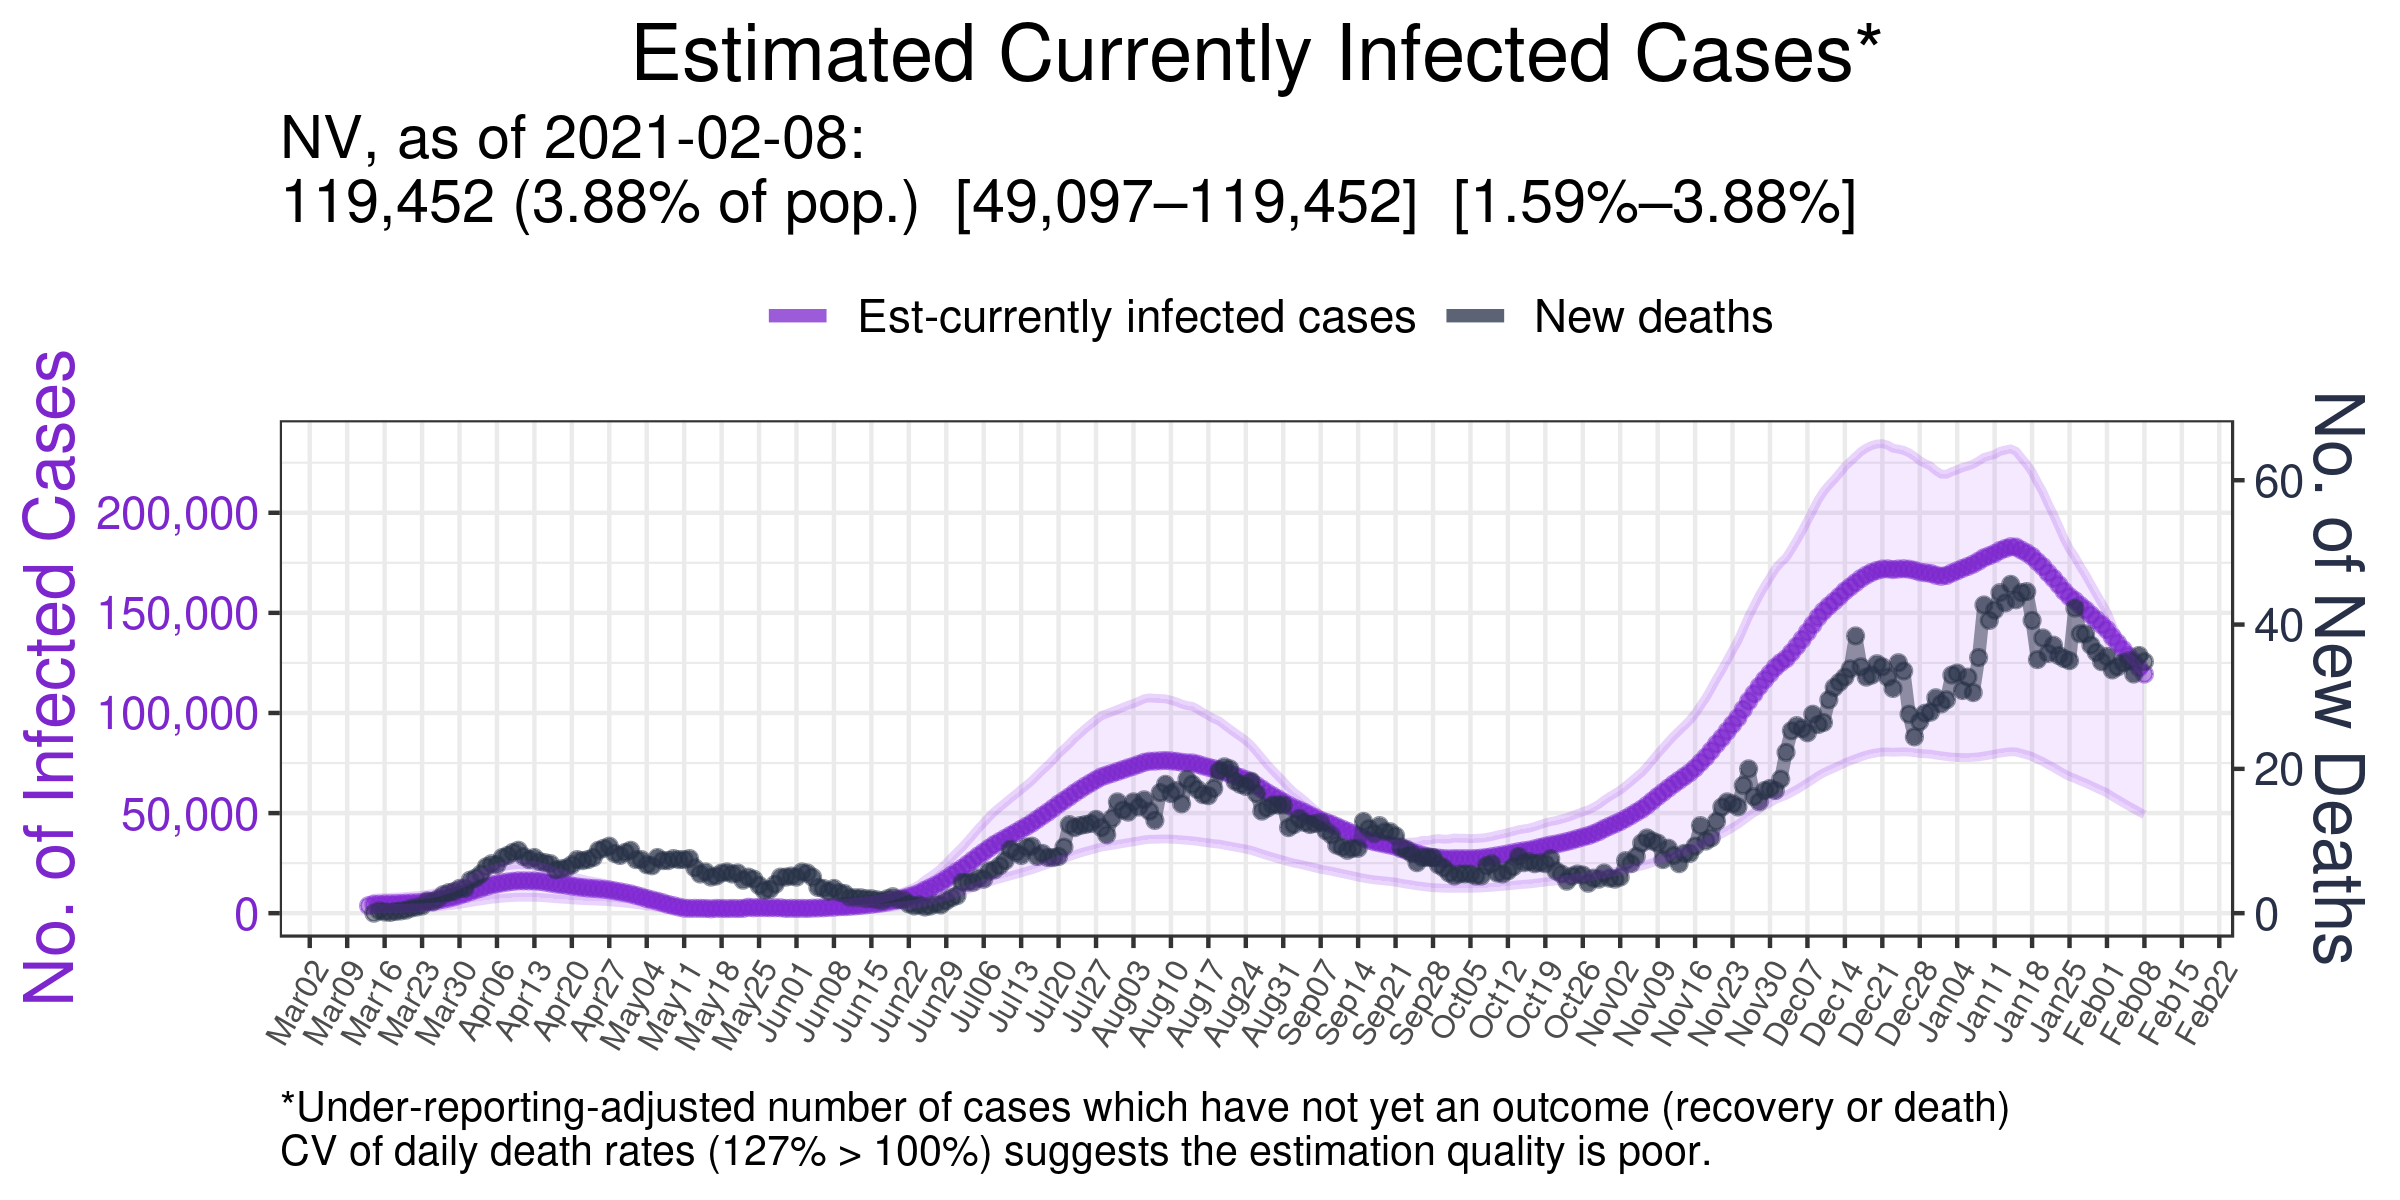 Estimated Currently Infected Cases*
NV, as of 2021-02-08:
119,452 (3.88% of pop.) [49,097–119,452] [1.59%–3.88%]
Est-currently infected cases New deaths
No. of Infected Cases
200,000
150,000
100,000
50,000
0
60
40
20
0
No. of New Deaths
Mar02 Mar09 Mar16 Mar23 Mar30 Apr06 Apr13 Apr20 Apr27 May04 May11 May18 May25 Jun01 Jun08 Jun15 Jun22 Jun29 Jul06 Jul13 Jul20 Jul27 Aug03 Aug10 Aug17 Aug24 Aug31 Sep07 Sep14 Sep21 Sep28 Oct05 Oct12 Oct19 Oct26 Nov02 Nov09 Nov16 Nov23 Nov30 Dec07 Dec14 Dec21 Dec28 Jan04 Jan11 Jan18 Jan25 Feb01 Feb08 Feb15 Feb22
*Under-reporting-adjusted number of cases which have not yet an outcome (recovery or death)
CV of daily death rates (127% > 100%) suggests the estimation quality is poor.